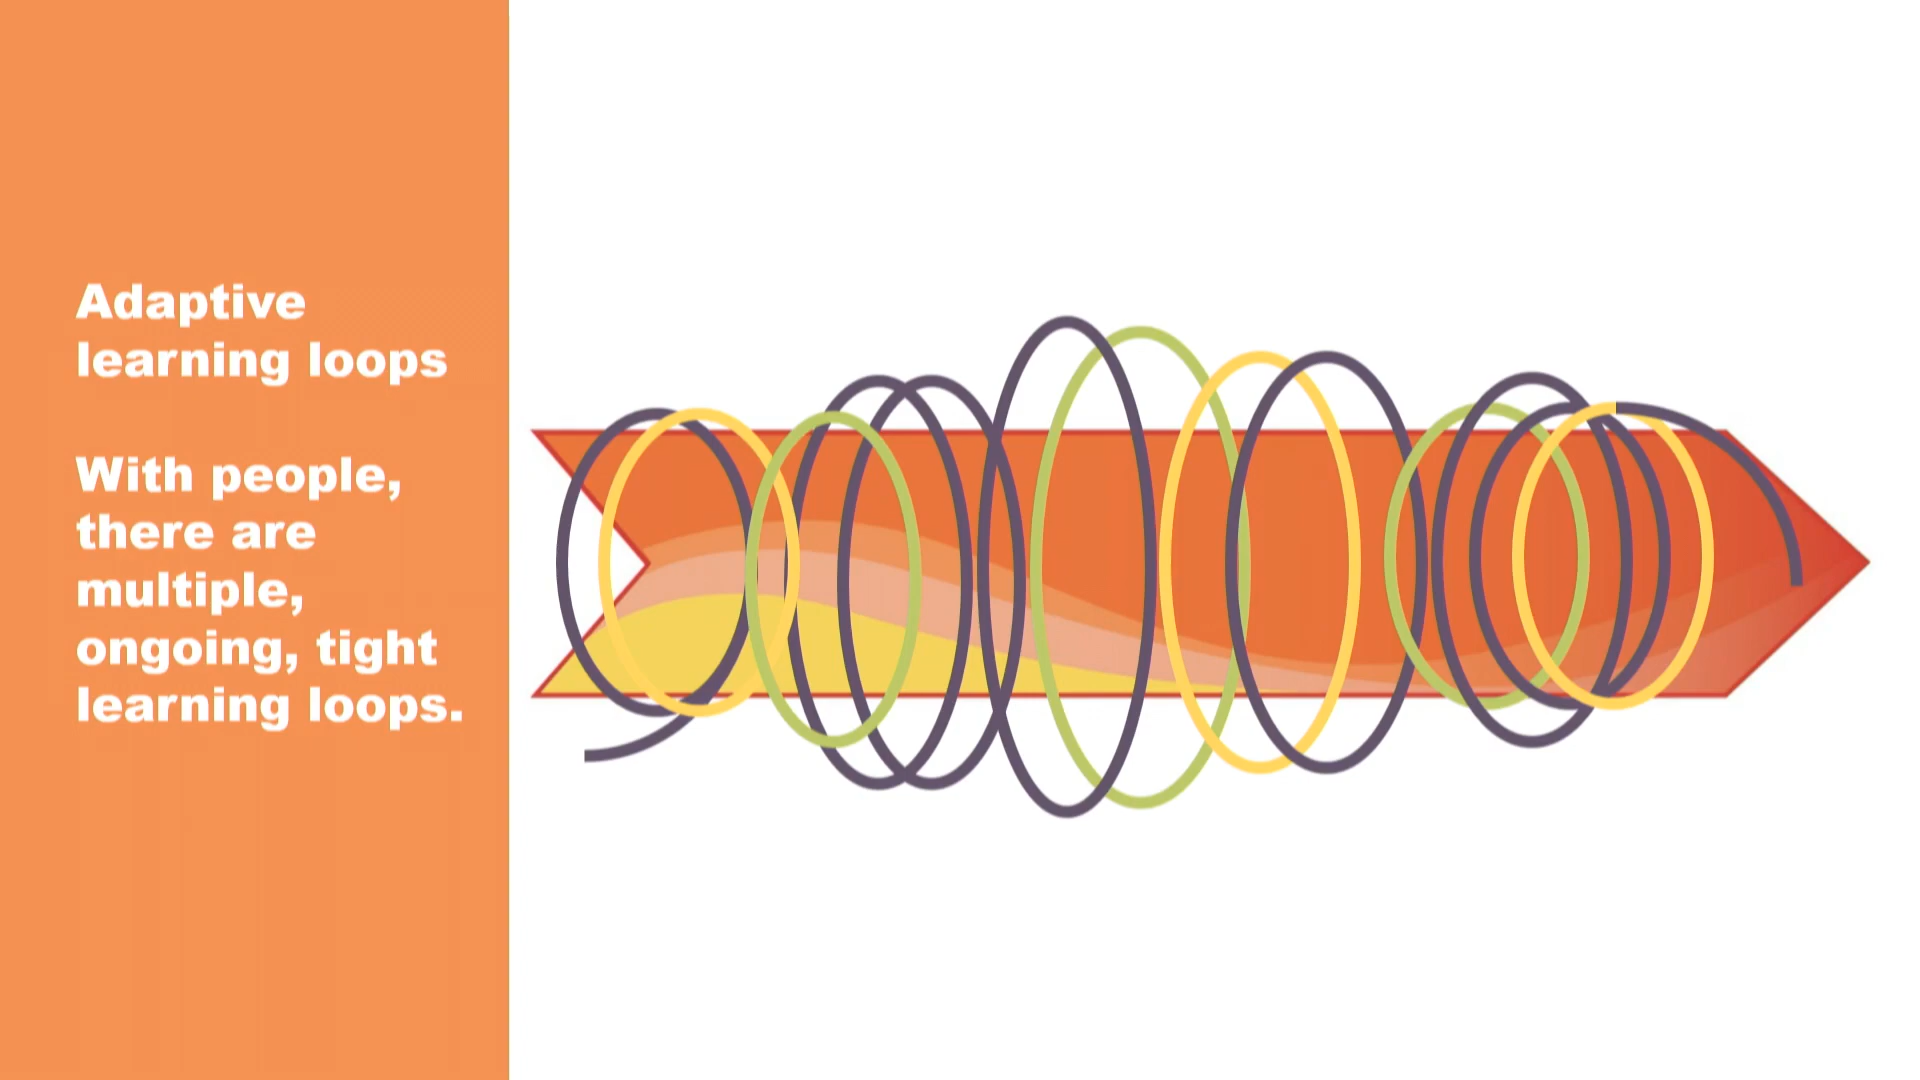 Adaptive
learning loops
With people,
there are
multiple,
ongoing, tight
learning loops.